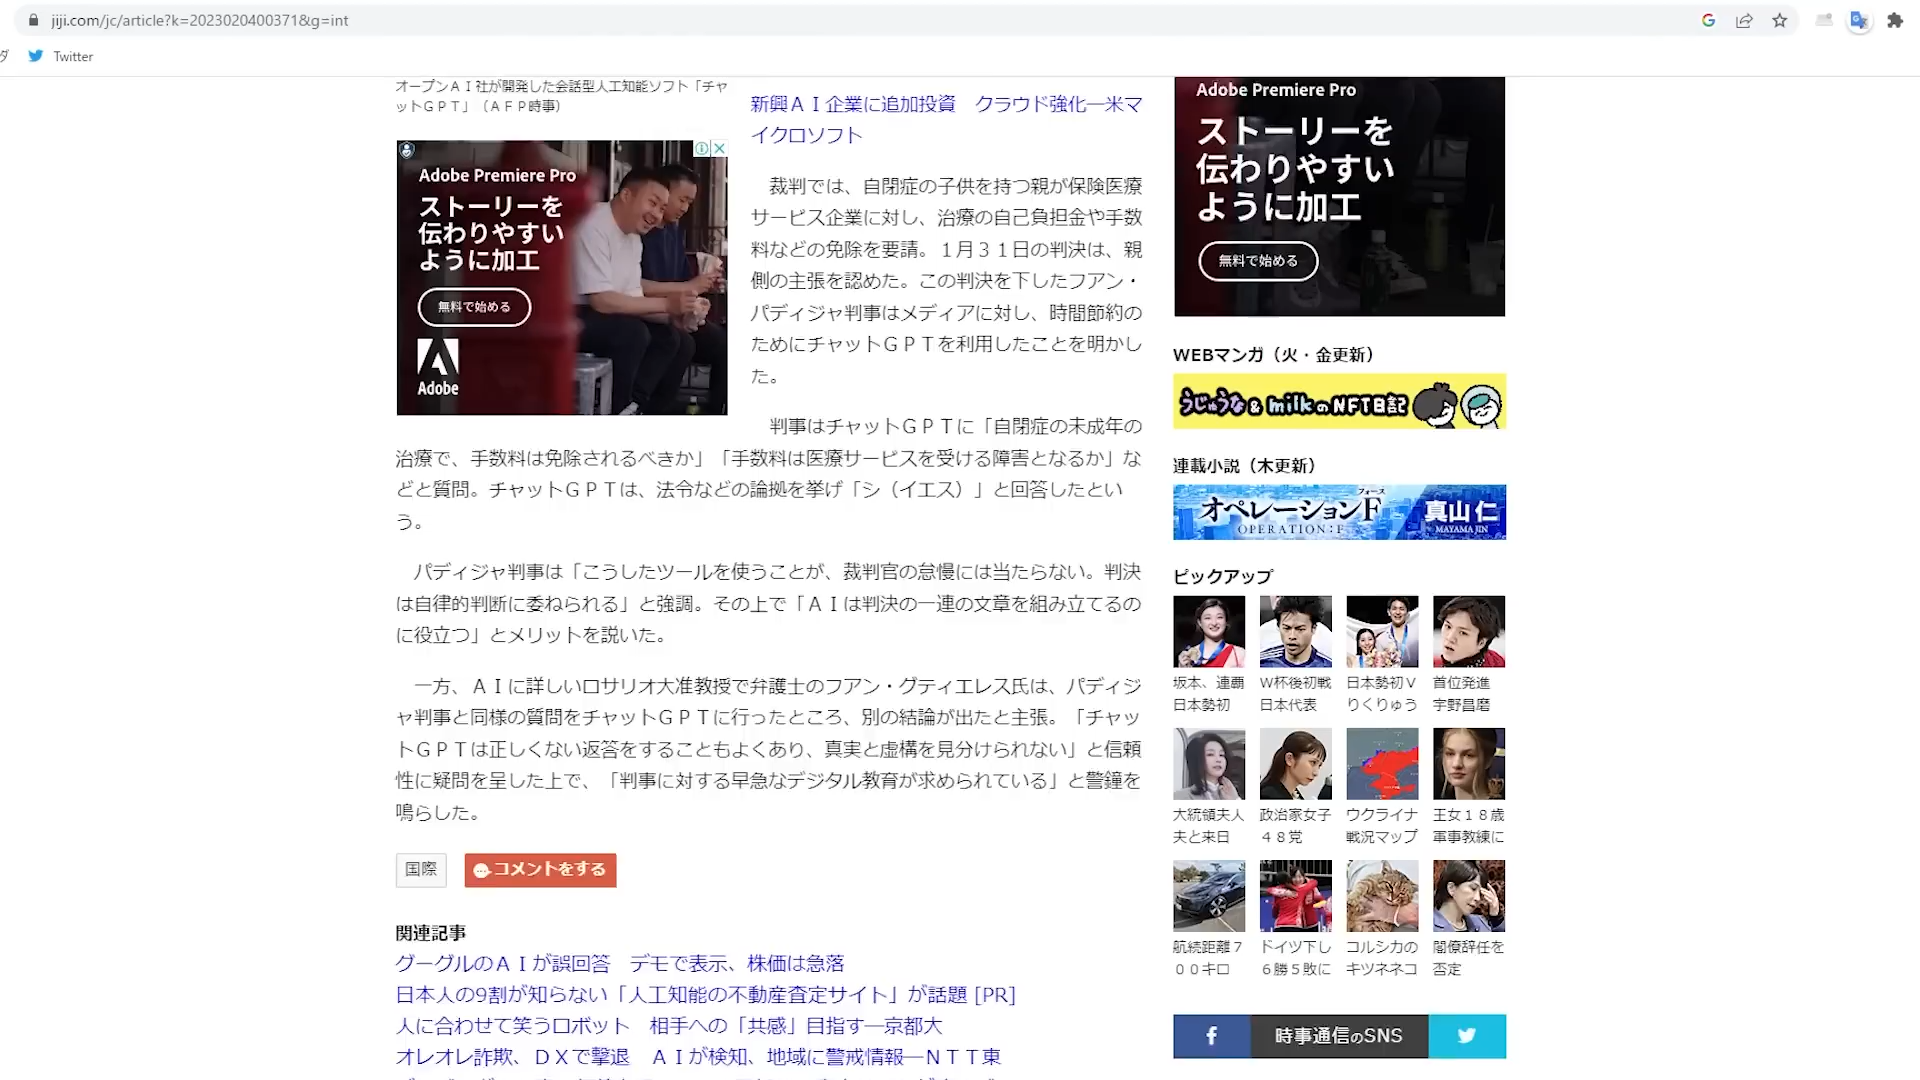 jiji.com/jc/article?k=2023020400371&g=int
Twitter
オープンＡＩ社が開発した会話型人工知能ソフト「チャ
ットＧＰＴ」（ＡＦＰ時事）
Adobe Premiere Pro
ストーリーを
伝わりやすい
ように加工
無料で始める
Adobe
新興ＡＩ企業に追加投資　クラウド強化―米マ
イクロソフト
裁判では、自閉症の子供を持つ親が保険医療
サービス企業に対し、治療の自己負担金や手数
料などの免除を要請。１月３１日の判決は、親
側の主張を認めた。この判決を下したフアン・
パディジャ判事はメディアに対し、時間節約の
ためにチャットＧＰＴを利用したことを明かし
た。
判事はチャットＧＰＴに「自閉症の未成年の
治療で、手数料は免除されるべきか」「手数料は医療サービスを受ける障害となるか」な
どと質問。チャットＧＰＴは、法令などの論拠を挙げ「シ（イエス）」と回答したとい
う。
パディジャ判事は「こうしたツールを使うことが、裁判官の怠慢には当たらない。判決
は自律的判断に委ねられる」と強調。その上で「ＡＩは判決の一連の文章を組み立てるの
に役立つ」とメリットを説いた。
一方、ＡＩに詳しいロサリオ大准教授で弁護士のフアン・グティエレス氏は、パディジ
ャ判事と同様の質問をチャットＧＰＴに行ったところ、別の結論が出たと主張。「チャッ
トＧＰＴは正しくない返答をすることもよくあり、真実と虚構を見分けられない」と信頼
性に疑問を呈した上で、「判事に対する早急なデジタル教育が求められている」と警鐘を
鳴らした。
国際
コメントをする
関連記事
グーグルのＡＩが誤回答　デモで表示、株価は急落
日本人の9割が知らない「人工知能の不動産査定サイト」が話題 [PR]
人に合わせて笑うロボット　相手への「共感」目指す―京都大
オレオレ詐欺、ＤＸで撃退　ＡＩが検知、地域に警戒情報―ＮＴＴ東
Adobe Premiere Pro
ストーリーを
伝わりやすい
ように加工
無料で始める
WEBマンガ（火・金更新）
うじゅうな&milkのNFT日記
連載小説（木更新）
オペレーションF
フォース
OPERATION:F
真山 仁
MAYAMA JIN
ピックアップ
坂本、連覇
日本勢初
Ｗ杯後初戦
日本代表
日本勢初Ｖ
りくりゅう
首位発進
宇野昌磨
大統領夫人
夫と来日
政治家女子
４８党
ウクライナ
戦況マップ
王女１８歳
軍事教練に
航続距離７
００キロ
ドイツ下し
６勝５敗に
コルシカの
キツネネコ
閣僚辞任を
否定
時事通信のSNS